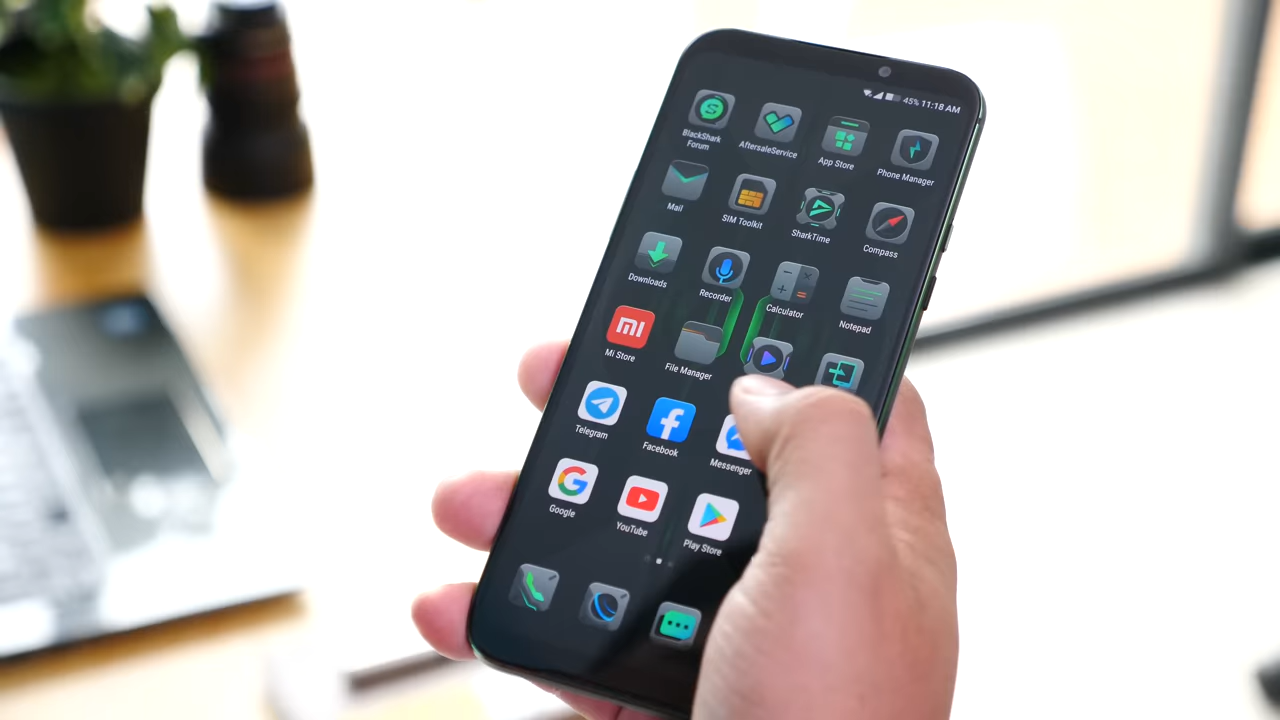 45% 11:18 AM
BlackShark
Forum
AftersaleService
App Store
Phone Manager
Mail
SIM Toolkit
SharkTime
Compass
Downloads
Recorder
Calculator
Notepad
mi
Mi Store
File Manager
Telegram
Facebook
Messenger
Google
YouTube
Play Store